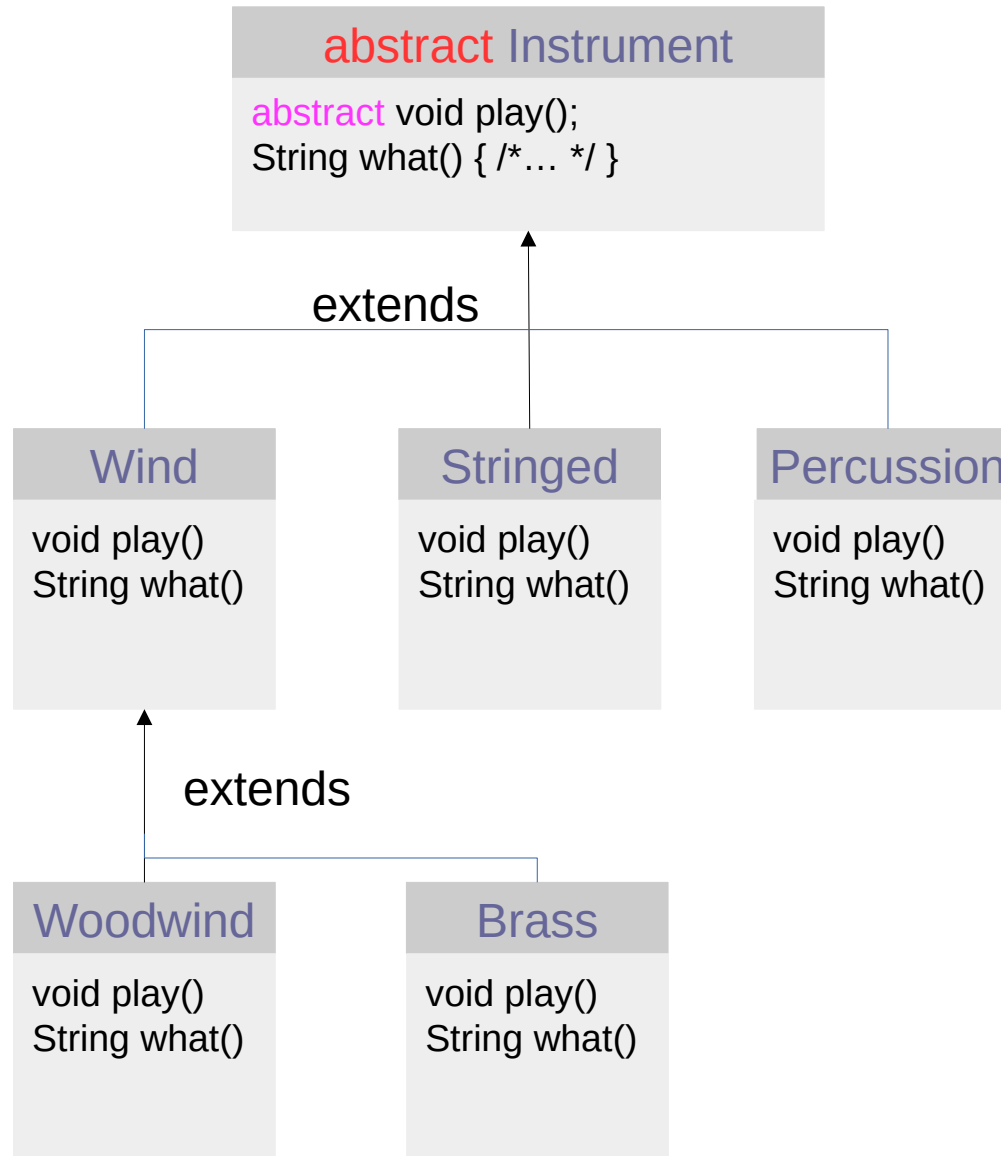 abstract Instrument
abstract void play();
String what() { /*… */ }
extends
Wind
void play()
String what()
Stringed
void play()
String what()
Percussion
void play()
String what()
extends
Woodwind
void play()
String what()
Brass
void play()
String what()